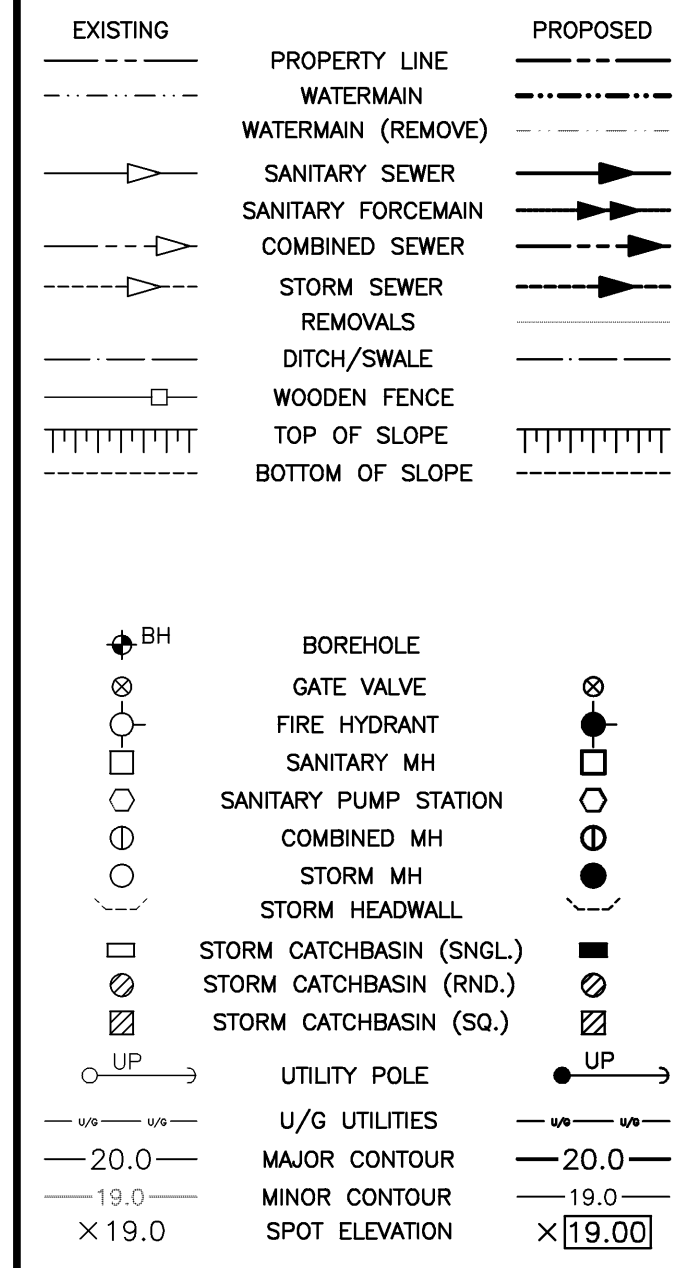 EXISTING PROPOSED
PROPERTY LINE
WATERMAIN
WATERMAIN (REMOVE)
SANITARY SEWER
SANITARY FORCEMAIN
COMBINED SEWER
STORM SEWER
REMOVALS
DITCH/SWALE
WOODEN FENCE
TOP OF SLOPE
BOTTOM OF SLOPE
BH BOREHOLE
GATE VALVE
FIRE HYDRANT
SANITARY MH
SANITARY PUMP STATION
COMBINED MH
STORM MH
STORM HEADWALL
STORM CATCHBASIN (SNGL.)
STORM CATCHBASIN (RND.)
STORM CATCHBASIN (SQ.)
UP UTILITY POLE UP
U/G U/G U/G UTILITIES U/G U/G
20.0 MAJOR CONTOUR 20.0
19.0 MINOR CONTOUR 19.0
×19.0 SPOT ELEVATION ×19.00